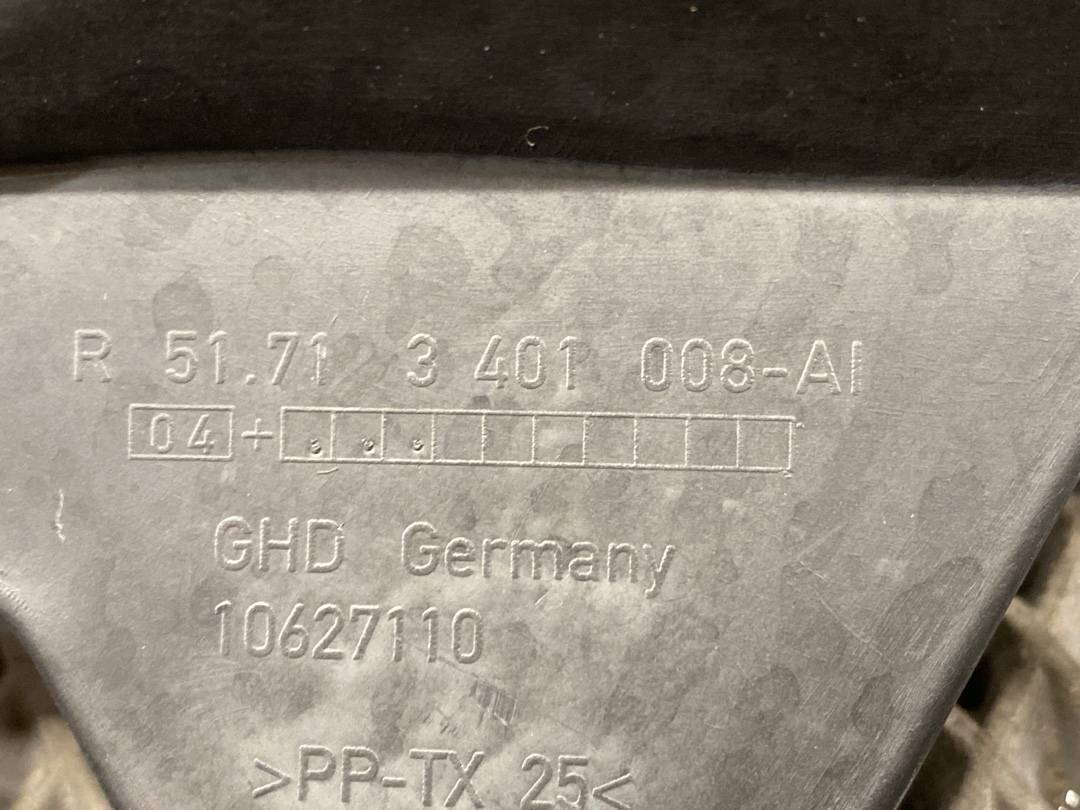 R 51.71 3 401 008-AI
04 +
GHD Germany
10627110
>PP-TX 25<